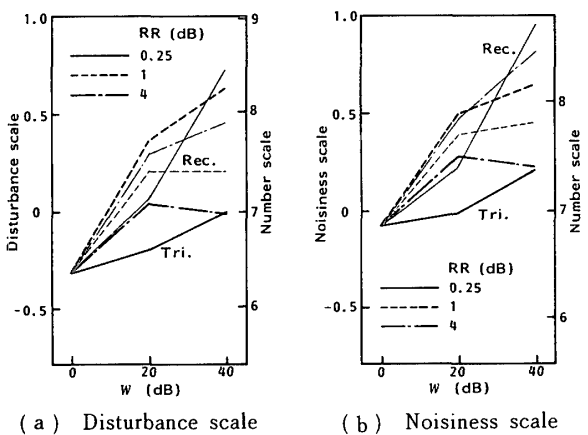 1.0
0.5
0
-0.5
Disturbance scale
RR (dB)
0.25
1
4
Rec.
Tri.
9
8
7
6
Number scale
0 20 40
W (dB)
(a) Disturbance scale
1.0
0.5
0
-0.5
Noisiness scale
Rec.
Tri.
RR (dB)
0.25
1
4
8
7
6
Number scale
0 20 40
W (dB)
(b) Noisiness scale